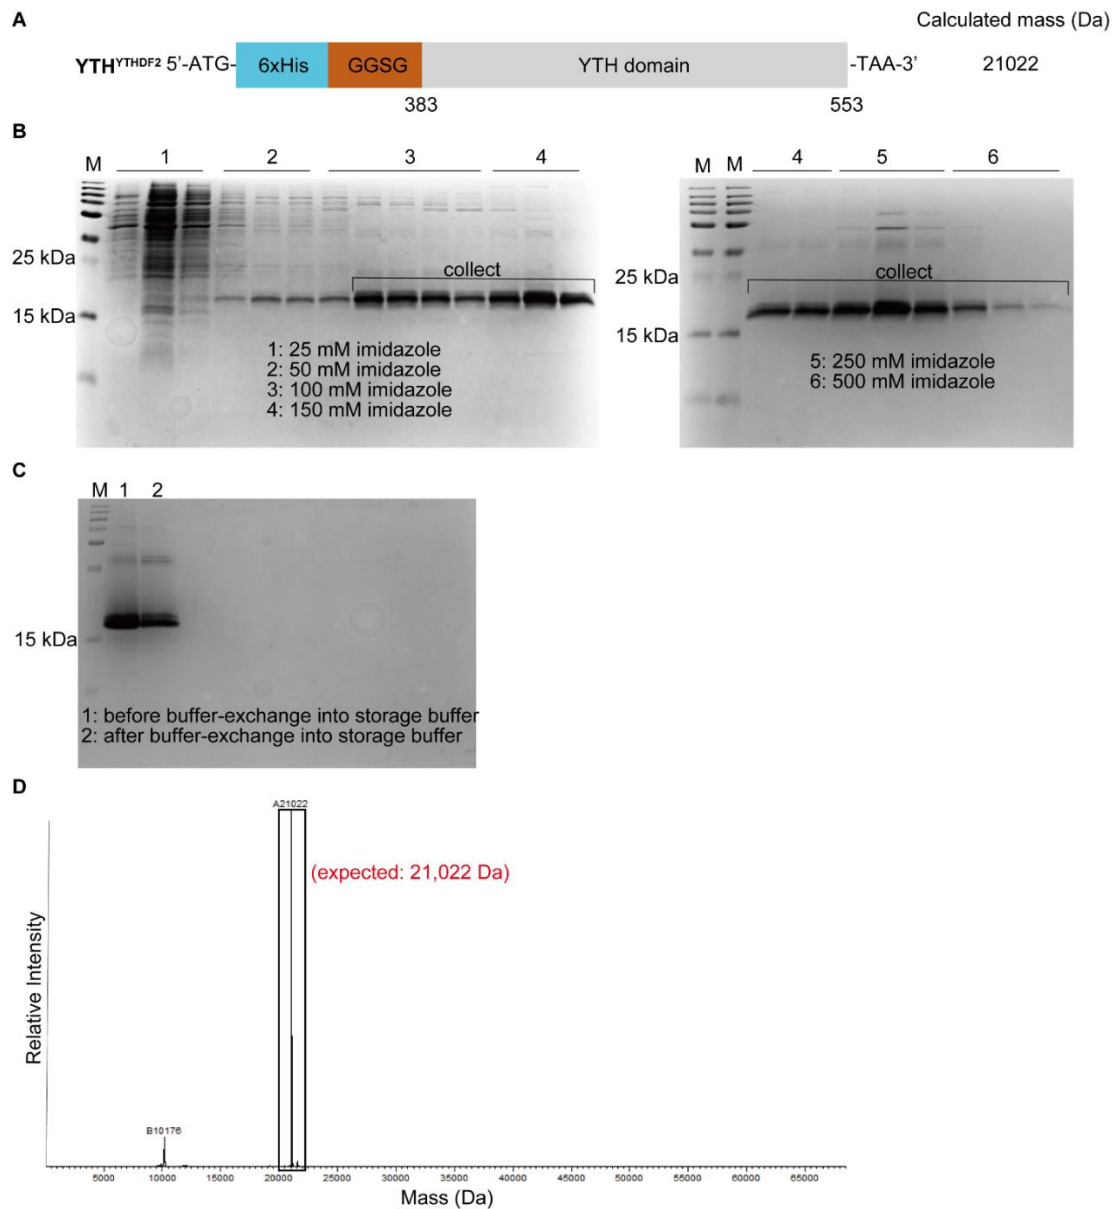 A
Calculated mass (Da)
YTH^YTHDF2 5’-ATG- 6xHis GGSG YTH domain -TAA-3’ 21022
383 553
B
M 1 2 3 4
25 kDa
15 kDa
collect
1: 25 mM imidazole
2: 50 mM imidazole
3: 100 mM imidazole
4: 150 mM imidazole
M M 4 5 6
25 kDa
15 kDa
collect
5: 250 mM imidazole
6: 500 mM imidazole
C
M 1 2
15 kDa
1: before buffer-exchange into storage buffer
2: after buffer-exchange into storage buffer
D
A21022
(expected: 21,022 Da)
Relative Intensity
B10176
5000 10000 15000 20000 25000 30000 35000 40000 45000 50000 55000 60000 65000
Mass (Da)